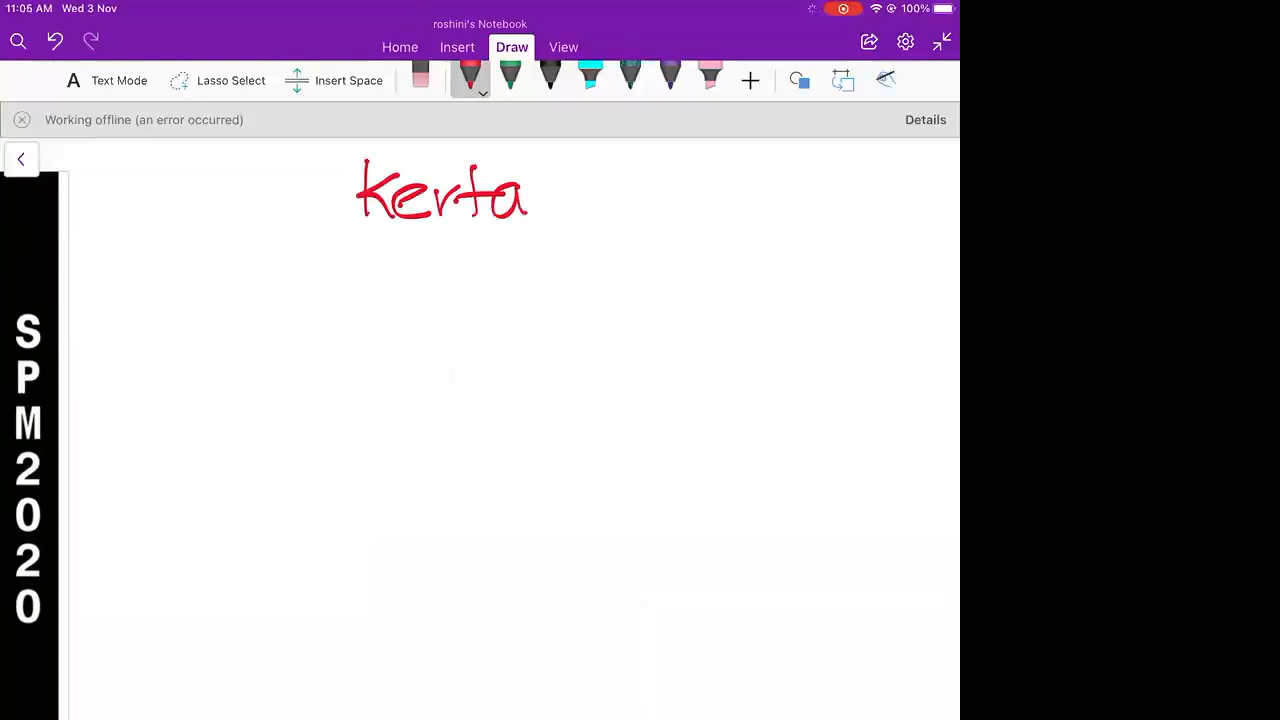 11:05 AM Wed 3 Nov 100%
roshini's Notebook
Home Insert Draw View
A Text Mode Lasso Select Insert Space
Working offline (an error occurred) Details
Kerta
S
P
M
2
0
2
0